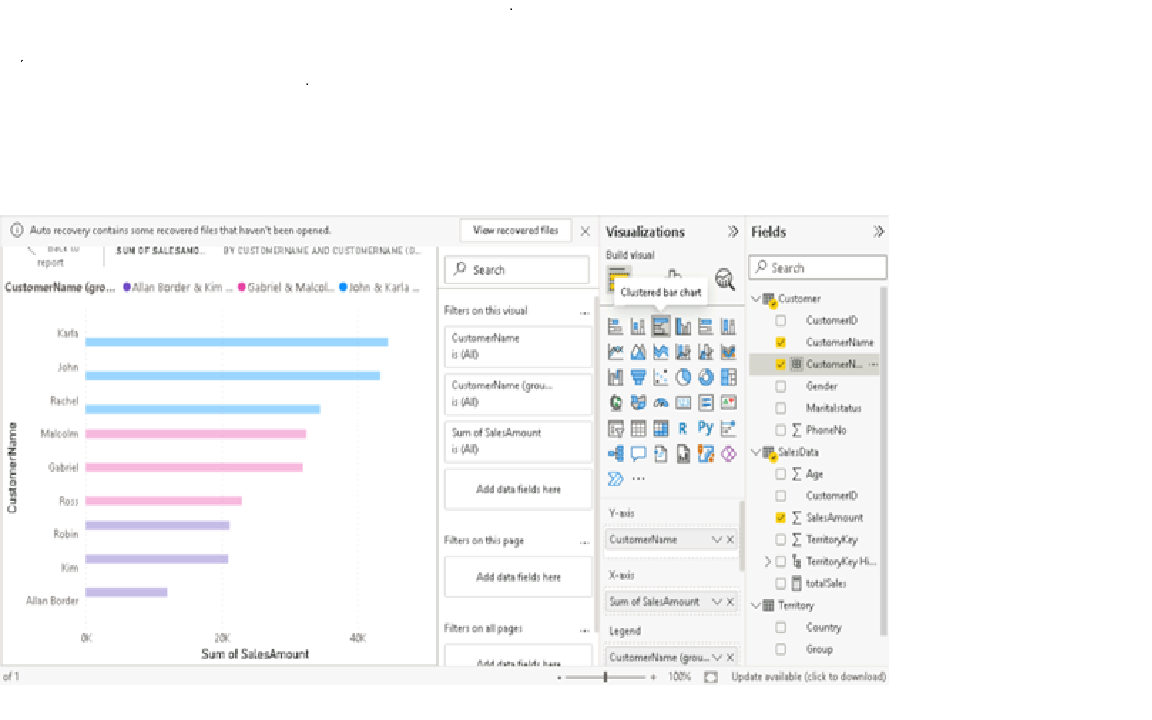 Auto recovery contains some recovered files that haven't been opened.
View recovered files
Back to
report
SUM OF SALESAMO...
BY CUSTOMERNAME AND CUSTOMERNAME (G...
CustomerName (gro...
Allan Border & Kim ...
Gabriel & Malcol...
John & Karla ...
Karla
John
Rachel
Malcolm
Gabriel
Ross
Robin
Kim
Allan Border
CustomerName
0K
20K
40K
Sum of SalesAmount
Search
Filters on this visual
...
CustomerName
is (All)
CustomerName (grou...
is (All)
Sum of SalesAmount
is (All)
Add data fields here
Filters on this page
...
Add data fields here
Filters on all pages
...
Add data fields here
Visualizations
Build visual
Clustered bar chart
R
Py
...
Y-axis
CustomerName
X-axis
Sum of SalesAmount
Legend
CustomerName (grou...
Fields
Search
Customer
CustomerID
CustomerName
CustomerN...
...
Gender
Maritalstatus
PhoneNo
SalesData
Age
CustomerID
SalesAmount
TerritoryKey
TerritoryKey Hi...
totalSales
Territory
Country
Group
of 1
- + 100%
Update available (click to download)